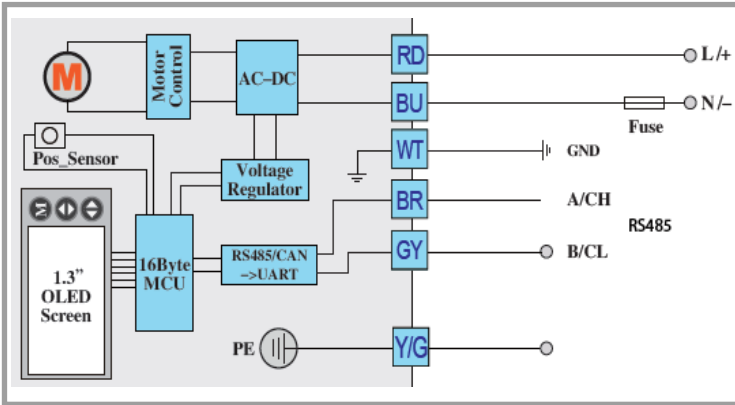 M
Motor
Control
AC–DC
RD
L/+
BU
N/–
Fuse
Pos_Sensor
Voltage
Regulator
WT
GND
BR
A/CH
RS485
M
16Byte
MCU
RS485/CAN
–>UART
GY
B/CL
1.3”
OLED
Screen
PE
Y/G